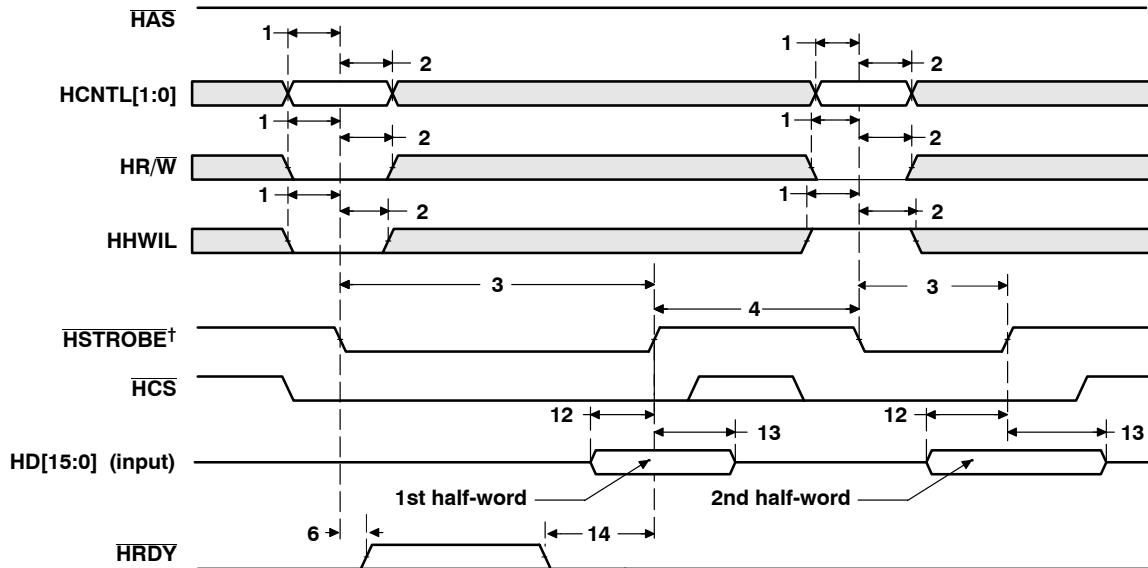 HAS
1
1
2
2
HCNTL[1:0]
1
1
2
2
HR/W
1
1
2
2
HHWIL
3
3
4
HSTROBE†
HCS
12
12
13
13
HD[15:0] (input)
1st half-word
2nd half-word
6
14
HRDY